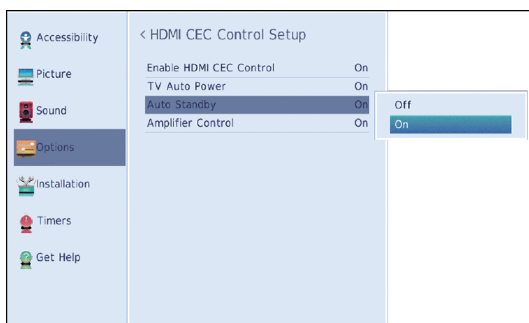 Accessibility
Picture
Sound
Options
Installation
Timers
Get Help
< HDMI CEC Control Setup
Enable HDMI CEC Control On
TV Auto Power On
Auto Standby On
Amplifier Control On
Off
On